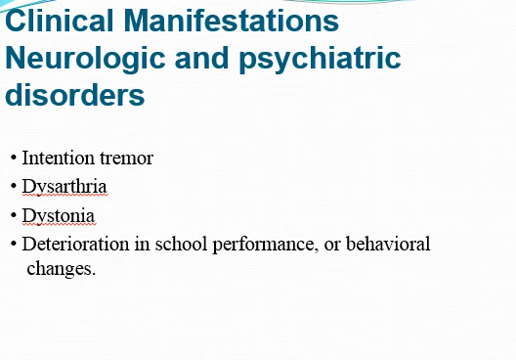 Clinical Manifestations
Neurologic and psychiatric
disorders
• Intention tremor
• Dysarthria
• Dystonia
• Deterioration in school performance, or behavioral
changes.